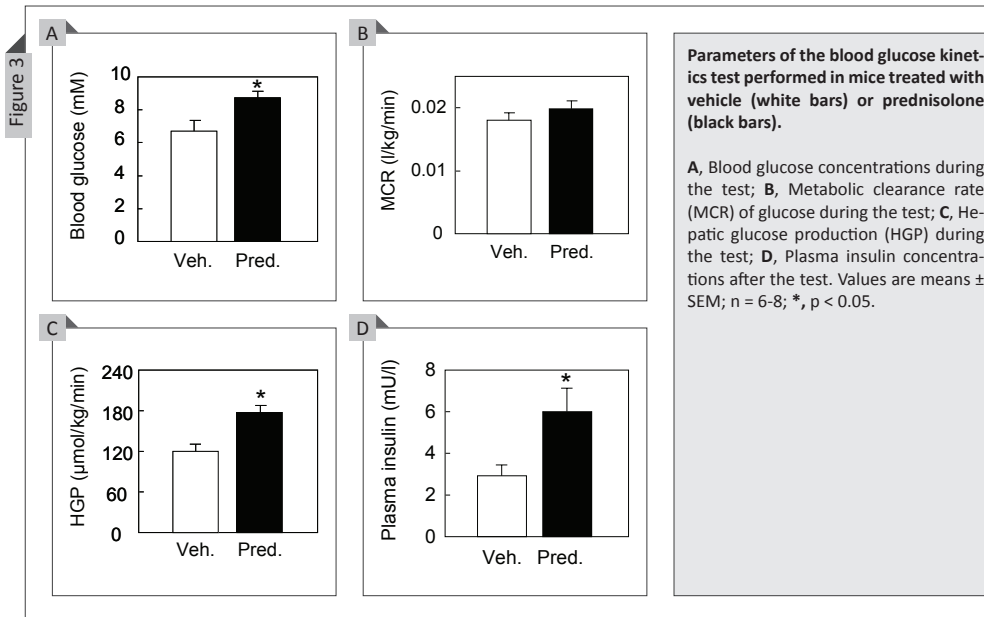 Figure 3
A
Blood glucose (mM)
10
8
6
4
2
0
*
Veh. Pred.
B
MCR (l/kg/min)
0.02
0.01
0
Veh. Pred.
C
HGP (µmol/kg/min)
240
180
120
60
0
*
Veh. Pred.
D
Plasma insulin (mU/l)
8
6
4
2
0
*
Veh. Pred.
Parameters of the blood glucose kinet-
ics test performed in mice treated with
vehicle (white bars) or prednisolone
(black bars).
A, Blood glucose concentrations during
the test; B, Metabolic clearance rate
(MCR) of glucose during the test; C, He-
patic glucose production (HGP) during
the test; D, Plasma insulin concentra-
tions after the test. Values are means ±
SEM; n = 6-8; *, p < 0.05.